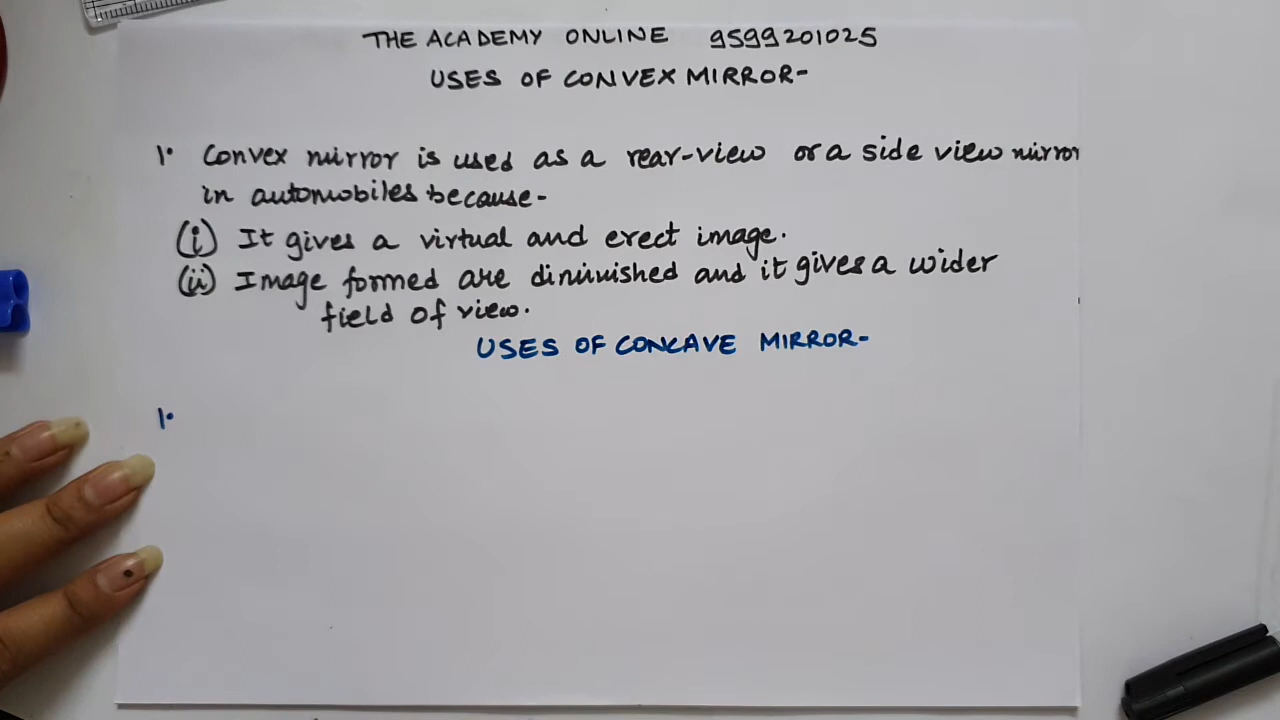 THE ACADEMY ONLINE 9599201025
USES OF CONVEX MIRROR-
1. Convex mirror is used as a rear-view or a side view mirror
in automobiles because-
(i) It gives a virtual and erect image.
(ii) Image formed are diminished and it gives a wider
field of view.
USES OF CONCAVE MIRROR-
1.